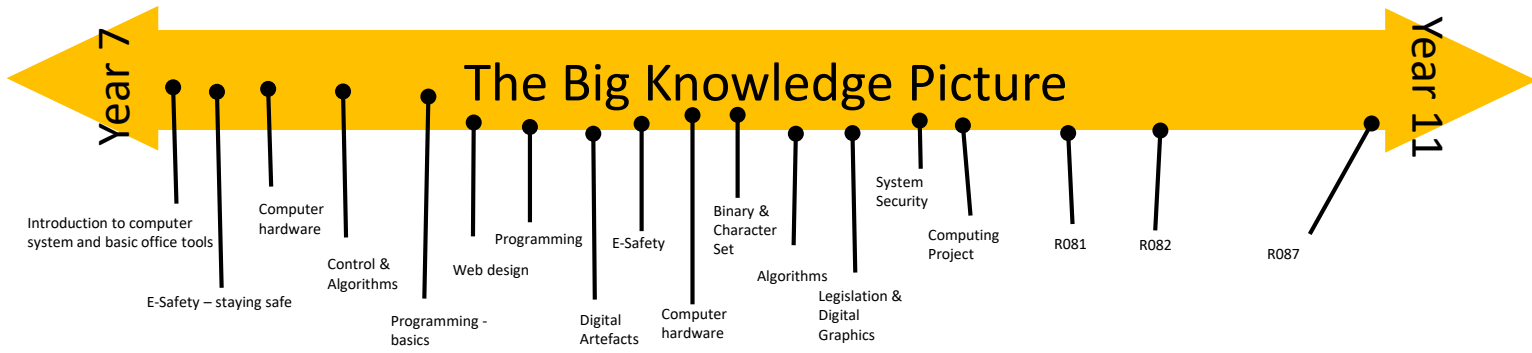 Year 7
The Big Knowledge Picture
Year 11
Introduction to computer
system and basic office tools
E-Safety – staying safe
Computer
hardware
Control &
Algorithms
Programming -
basics
Web design
Programming
Digital
Artefacts
E-Safety
Computer
hardware
Binary &
Character
Set
Algorithms
Legislation &
Digital
Graphics
System
Security
Computing
Project
R081
R082
R087